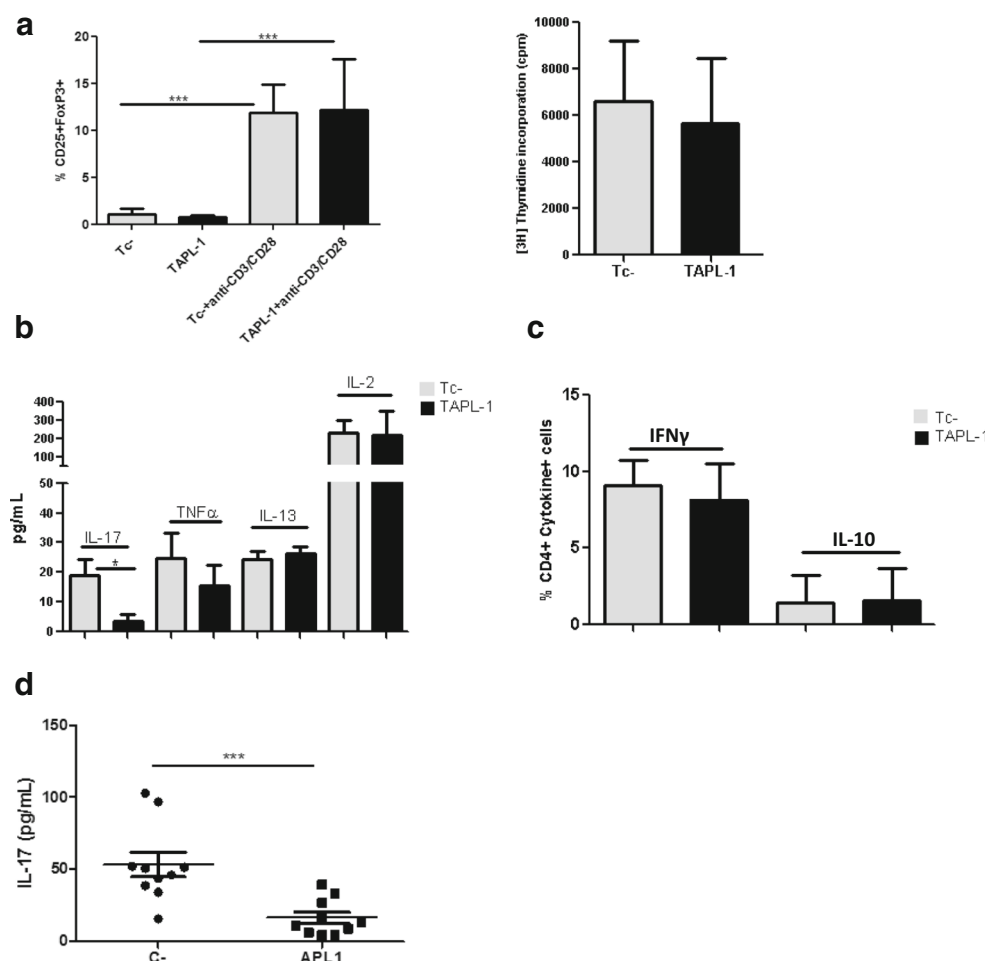 a
***
***
20
15
10
5
0
% CD25+FoxP3+
Tc-
TAPL-1
Tc-+anti-CD3/CD28
TAPL-1+anti-CD3/CD28
10000
8000
6000
4000
2000
0
[3H] Thymidine incorporation (cpm)
Tc-
TAPL-1
b
IL-2
Tc-
TAPL-1
400
300
200
100
50
40
30
20
10
0
pg/mL
IL-17
*
TNFα
IL-13
c
15
10
5
0
% CD4+ Cytokine+ cells
IFNγ
IL-10
Tc-
TAPL-1
d
150
100
50
0
IL-17 (pg/mL)
***
C-
APL1